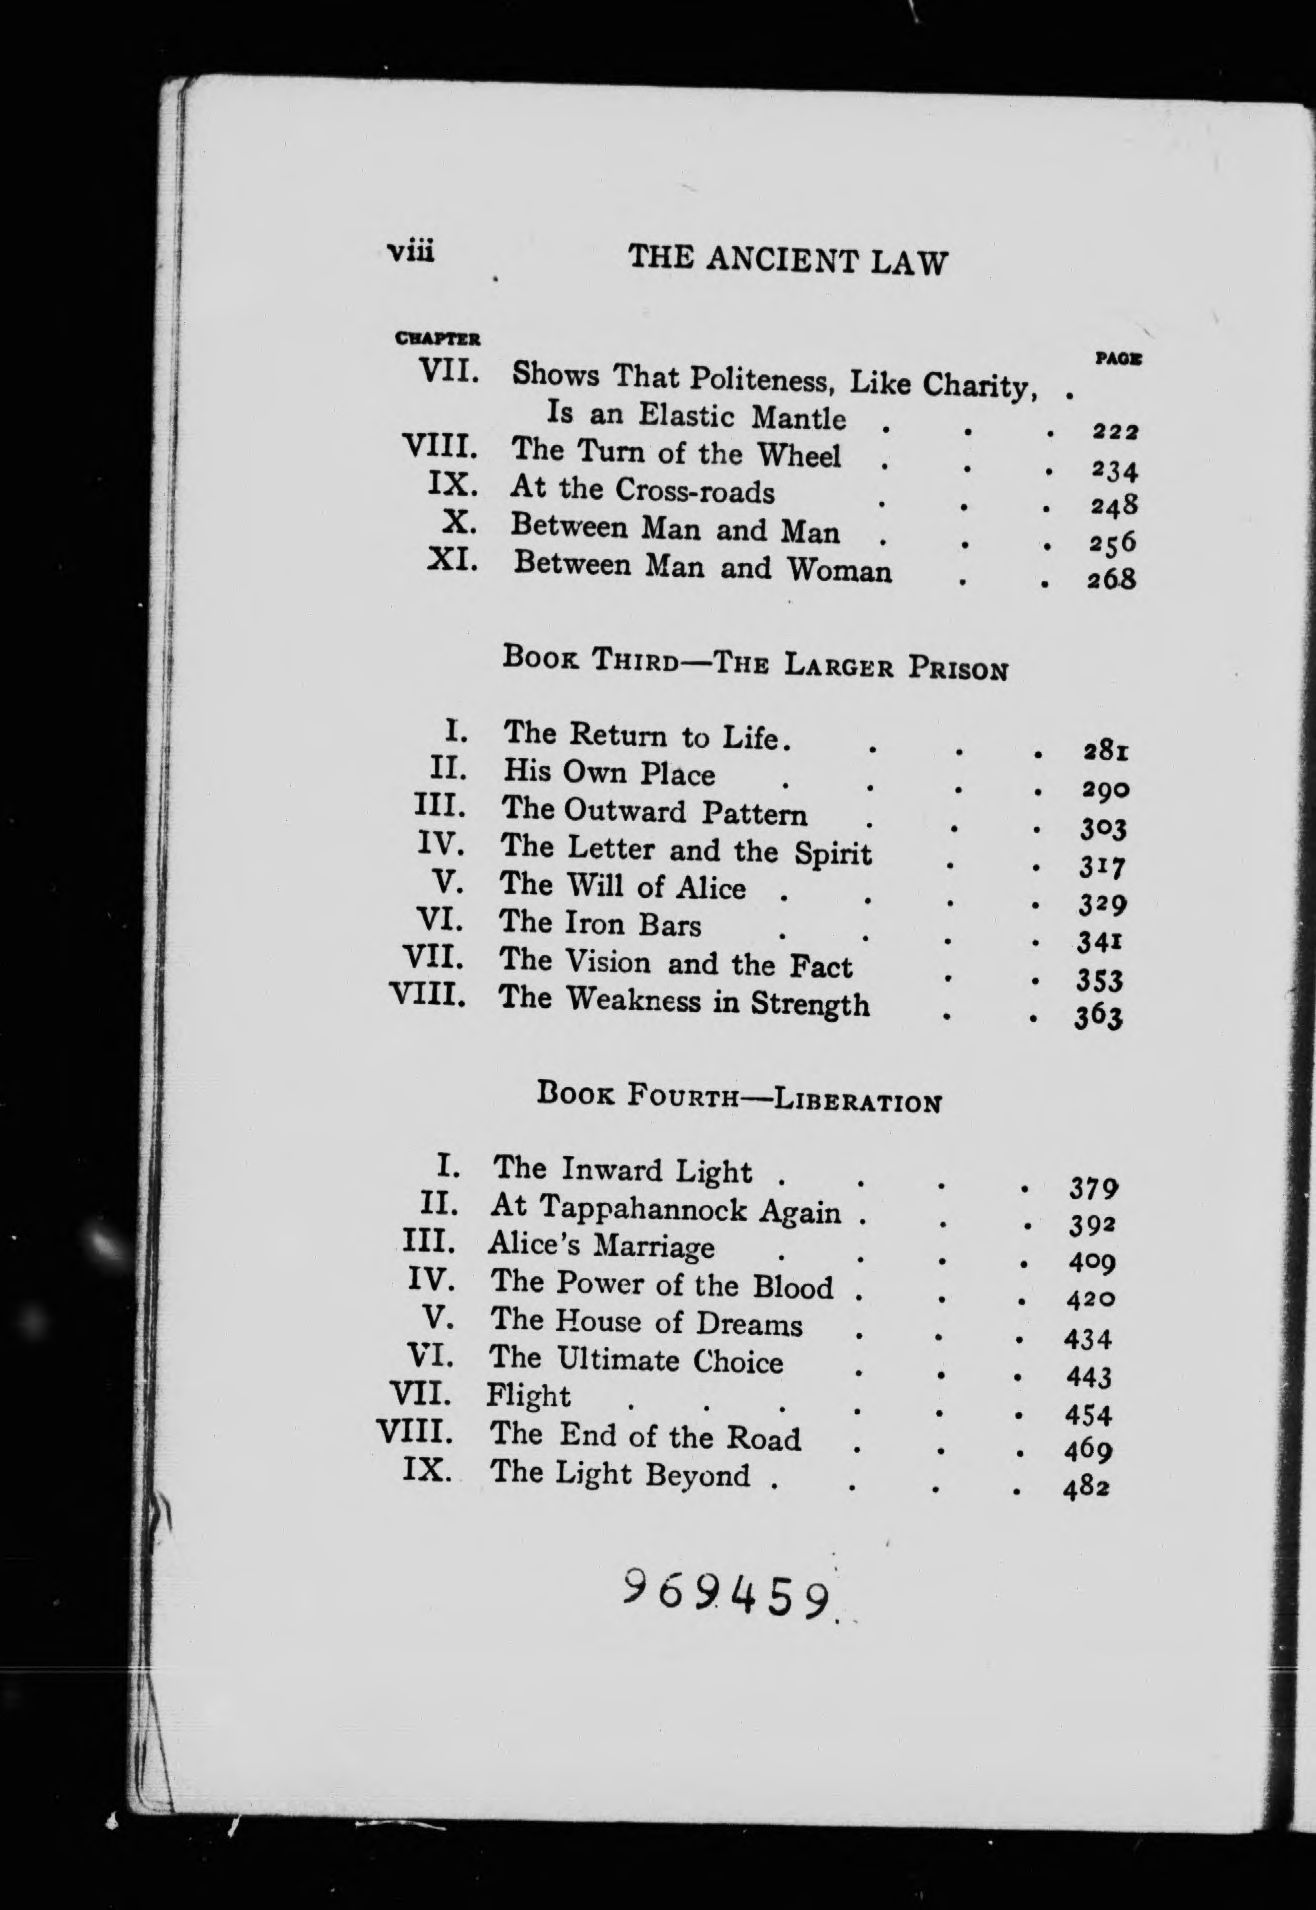 viii THE ANCIENT LAW
CHAPTER PAGE
VII. Shows That Politeness, Like Charity, .
Is an Elastic Mantle . . . 222
VIII. The Turn of the Wheel . . . 234
IX. At the Cross-roads . . . 248
X. Between Man and Man . . . 256
XI. Between Man and Woman . . 268
BOOK THIRD—THE LARGER PRISON
I. The Return to Life. . . . 281
II. His Own Place . . . . 290
III. The Outward Pattern . . . 303
IV. The Letter and the Spirit . . 317
V. The Will of Alice . . . . 329
VI. The Iron Bars . . . . 341
VII. The Vision and the Fact . . 353
VIII. The Weakness in Strength . . 363
BOOK FOURTH—LIBERATION
I. The Inward Light . . . . 379
II. At Tappahannock Again . . . 392
III. Alice's Marriage . . . . 409
IV. The Power of the Blood . . . 420
V. The House of Dreams . . . 434
VI. The Ultimate Choice . . . 443
VII. Flight . . . . . . 454
VIII. The End of the Road . . . 469
IX. The Light Beyond . . . . 482
969459